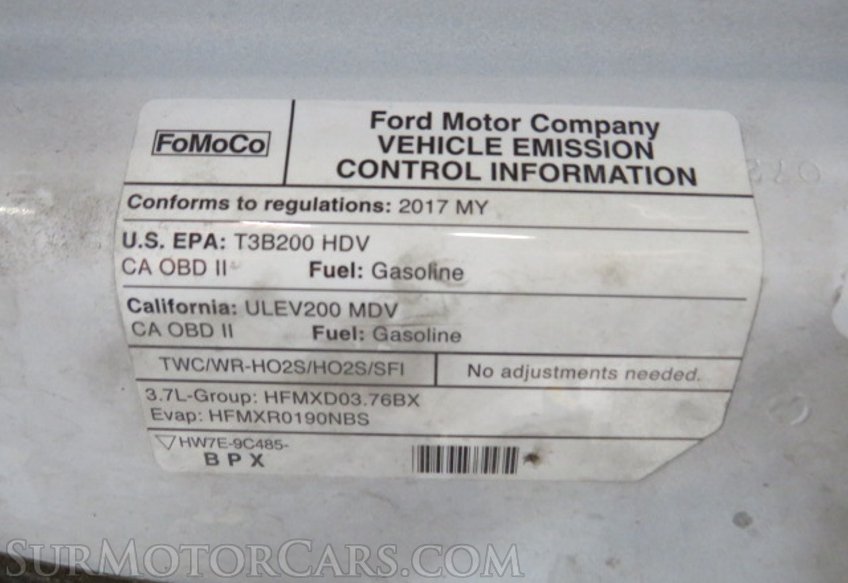 FoMoCo
Ford Motor Company
VEHICLE EMISSION
CONTROL INFORMATION
Conforms to regulations: 2017 MY
U.S. EPA: T3B200 HDV
CA OBD II Fuel: Gasoline
California: ULEV200 MDV
CA OBD II Fuel: Gasoline
TWC/WR-HO2S/HO2S/SFI No adjustments needed.
3.7L-Group: HFMXD03.76BX
Evap: HFMXR0190NBS
HW7E-9C485-
B P X
SURMOTORCARS.COM